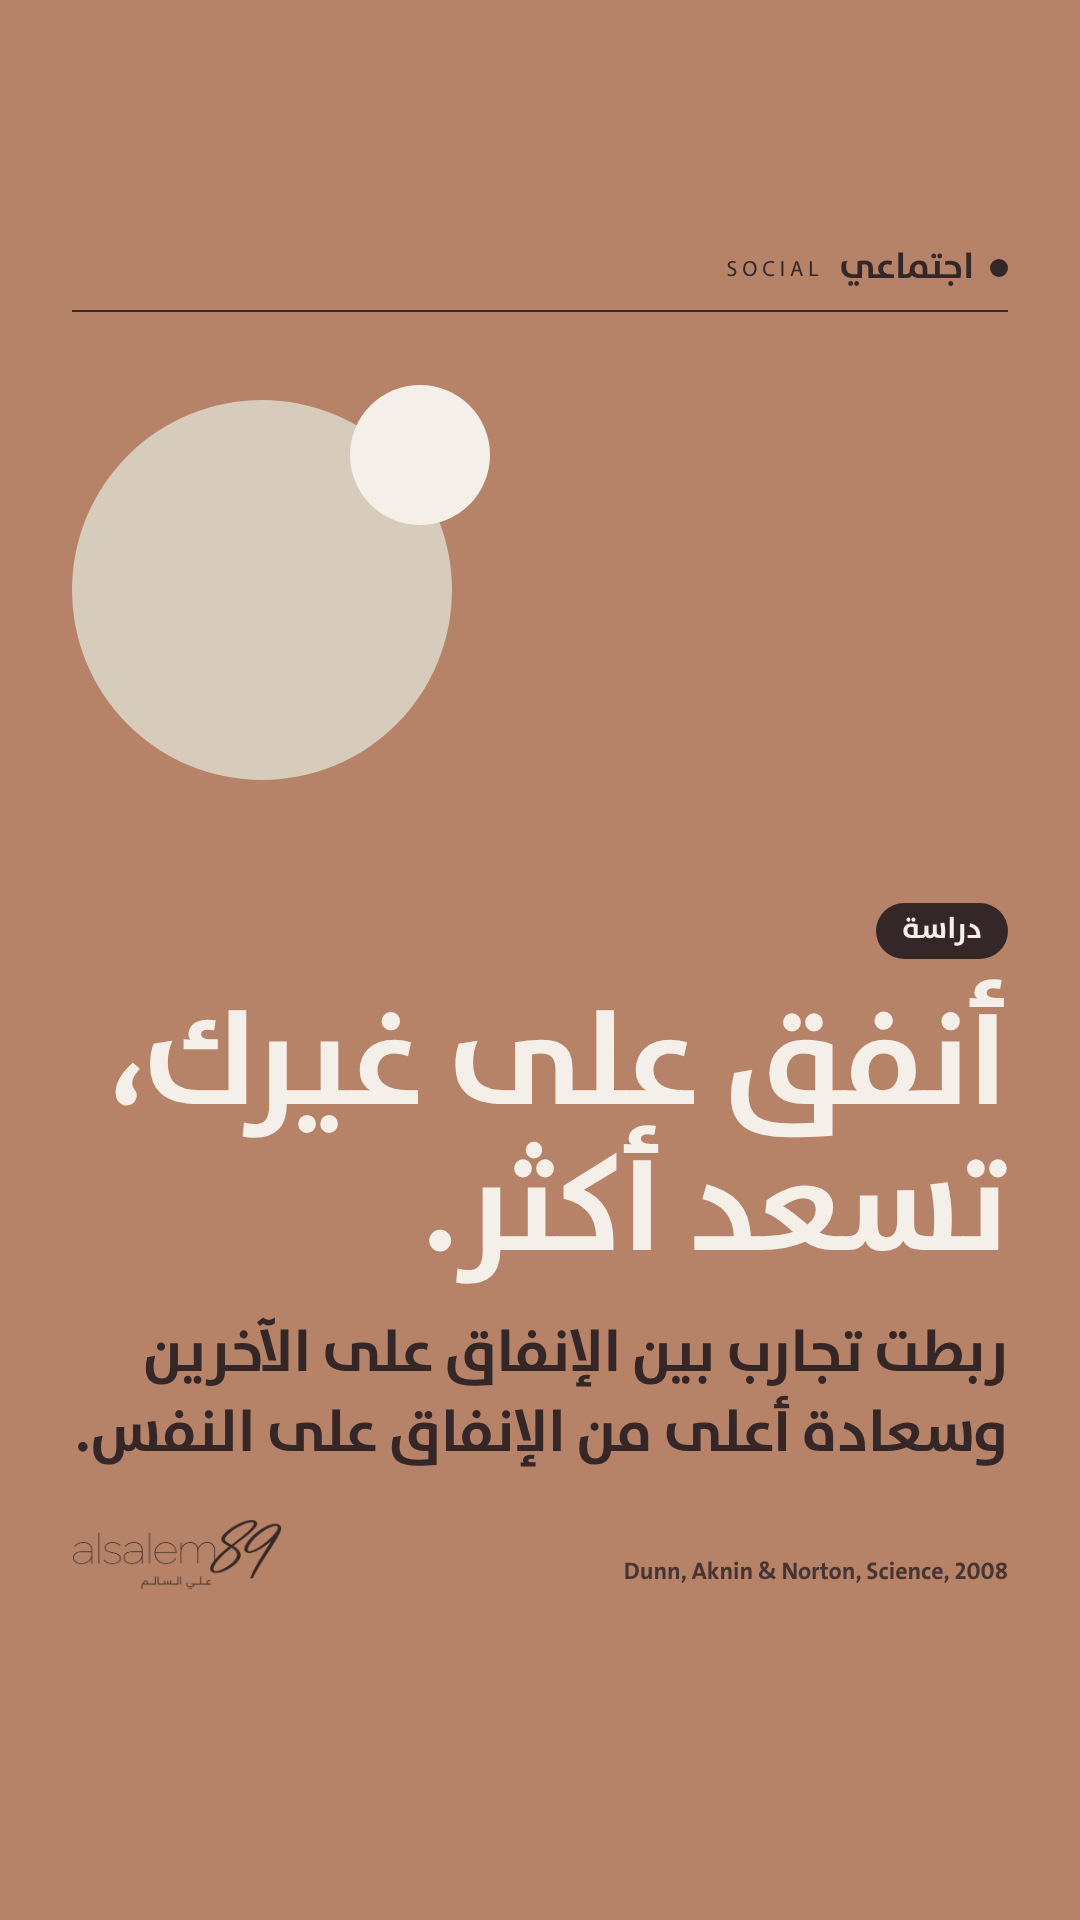 اجتماعي SOCIAL
دراسة
أنفق على غيرك،
تسعد أكثر.
ربطت تجارب بين الإنفاق على الآخرين
وسعادة أعلى من الإنفاق على النفس.
alsalem89
علي السالم
Dunn, Aknin & Norton, Science, 2008